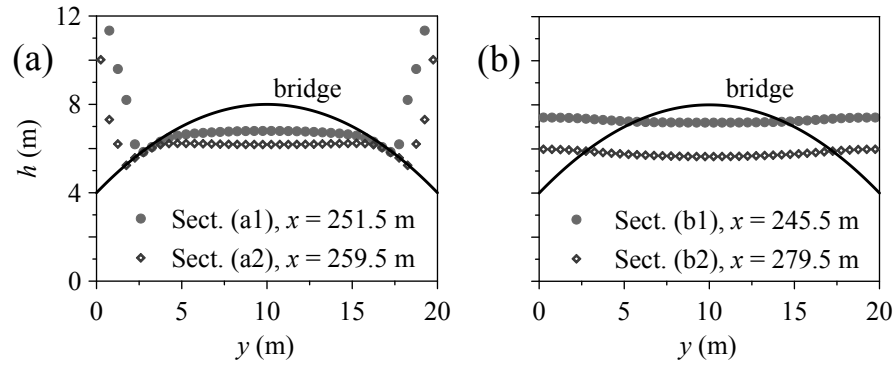 (a)
bridge
Sect. (a1), x = 251.5 m
Sect. (a2), x = 259.5 m
h (m)
12
8
4
0
0 5 10 15 20
y (m)
(b)
bridge
Sect. (b1), x = 245.5 m
Sect. (b2), x = 279.5 m
0 5 10 15 20
y (m)